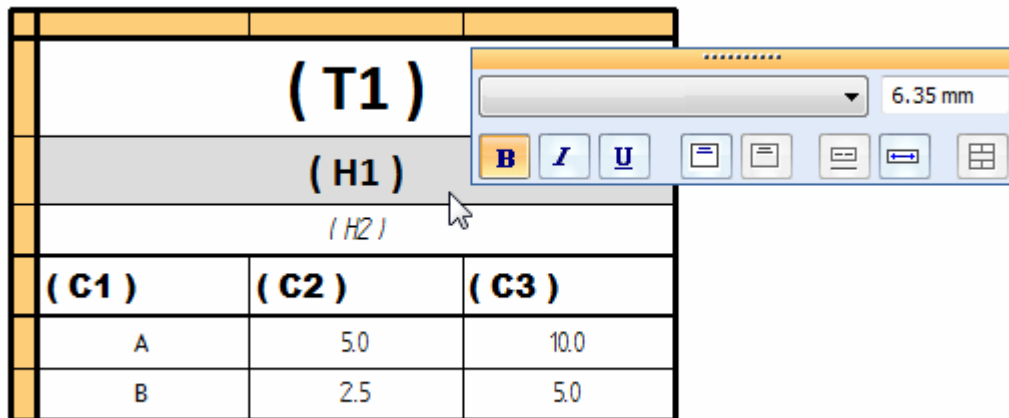 ( T1 )
6.35 mm
B I U
( H1 )
( H2 )
( C1 ) ( C2 ) ( C3 )
A 5.0 10.0
B 2.5 5.0